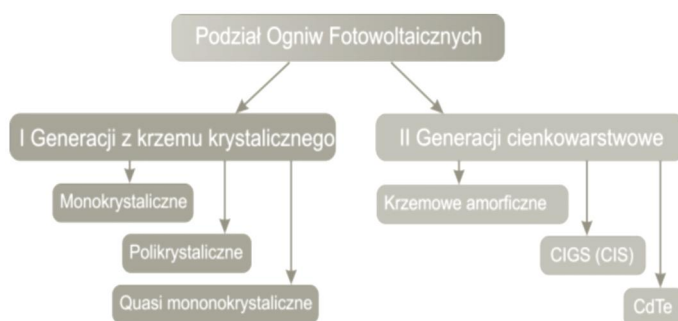 Podział Ogniw Fotowoltaicznych
I Generacji z krzemu krystalicznego
II Generacji cienkowarstwowe
Monokrystaliczne
Krzemowe amorficzne
Polikrystaliczne
CIGS (CIS)
Quasi mononokrystaliczne
CdTe